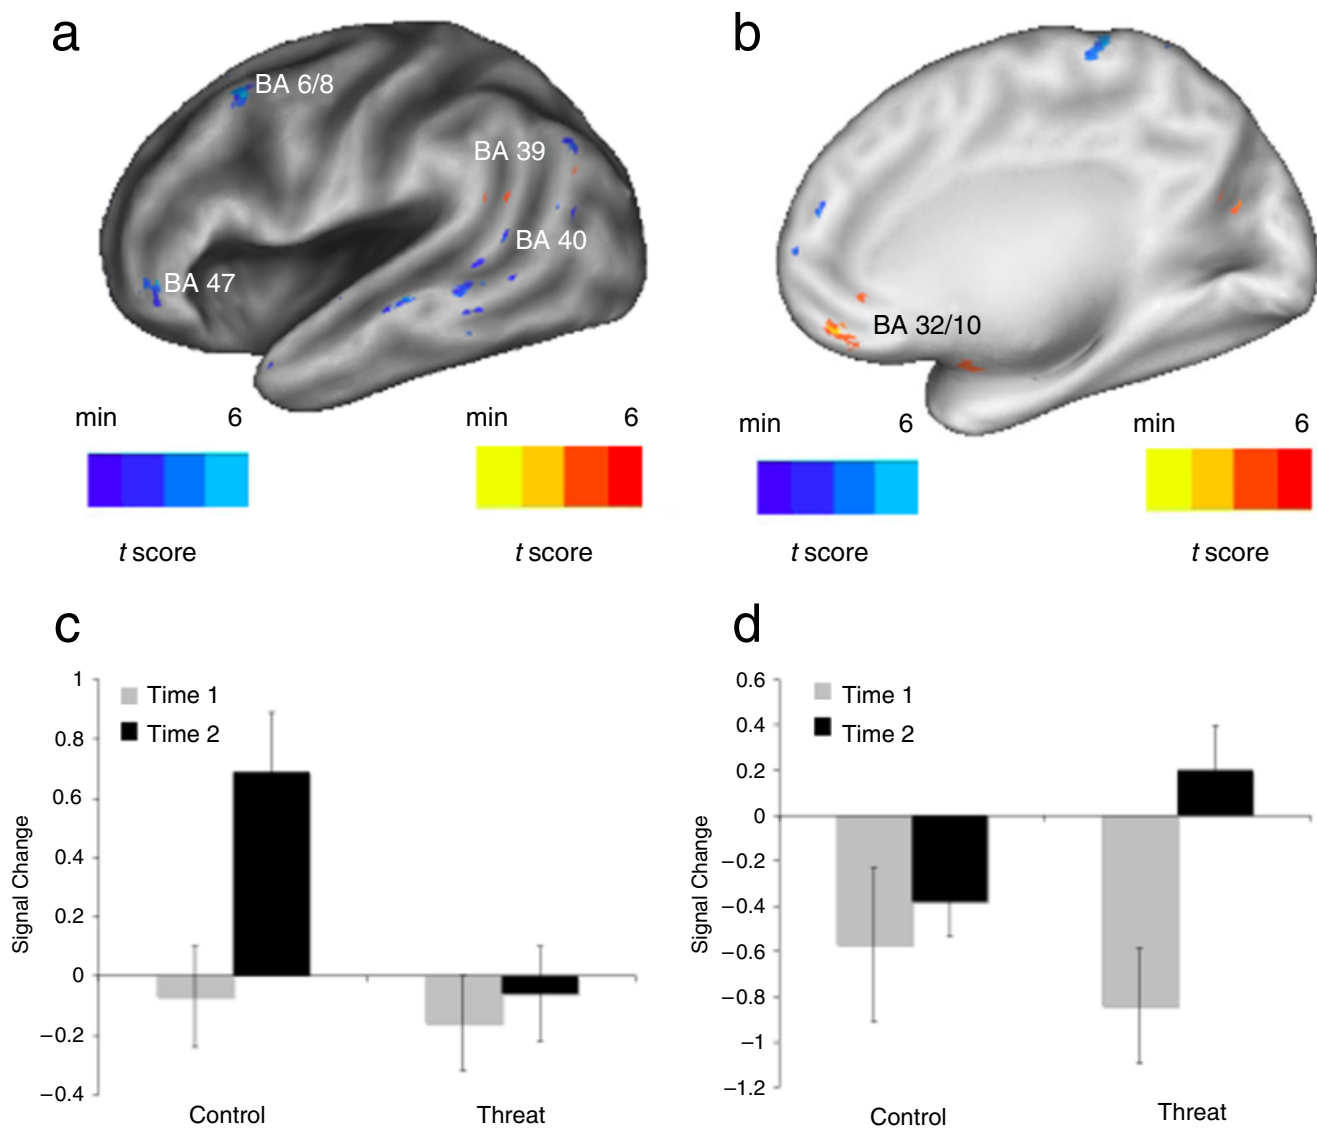 a
b
BA 6/8
BA 39
BA 40
BA 47
BA 32/10
min 6
min 6
min 6
min 6
t score
t score
t score
t score
c
d
1
0.8
0.6
0.4
0.2
0
−0.2
−0.4
Signal Change
Time 1
Time 2
Control
Threat
0.6
0.4
0.2
0
−0.2
−0.4
−0.6
−0.8
−1
−1.2
Signal Change
Time 1
Time 2
Control
Threat